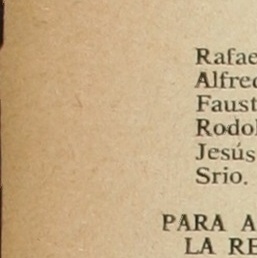 Rafae
Alfred
Faust
Rodol
Jesús
Srio.
PARA A
LA RE